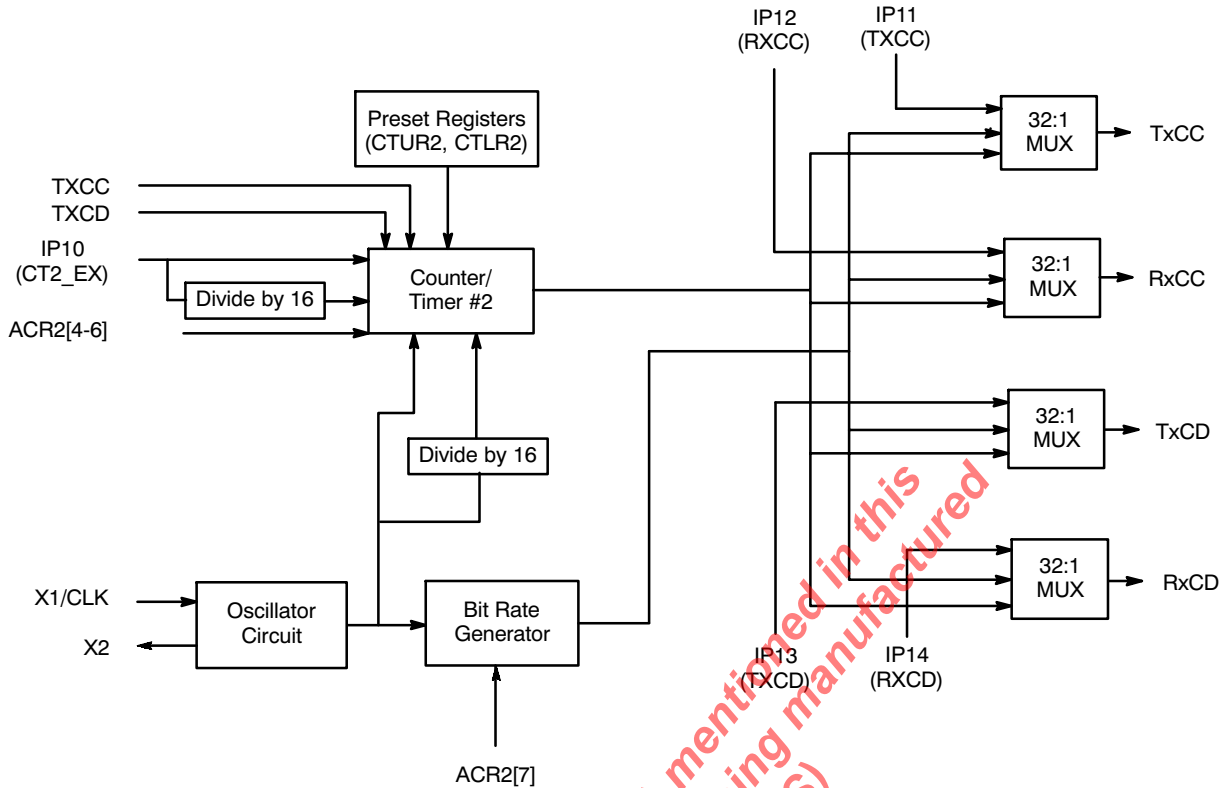 IP12
(RXCC)
IP11
(TXCC)
Preset Registers
(CTUR2, CTLR2)
32:1
MUX
TxCC
TXCC
TXCD
IP10
(CT2_EX)
Divide by 16
Counter/
Timer #2
ACR2[4-6]
32:1
MUX
RxCC
32:1
MUX
TxCD
Divide by 16
X1/CLK
X2
Oscillator
Circuit
Bit Rate
Generator
32:1
MUX
RxCD
IP13
(TXCD)
IP14
(RXCD)
ACR2[7]
mentioned in this
ing manufactured